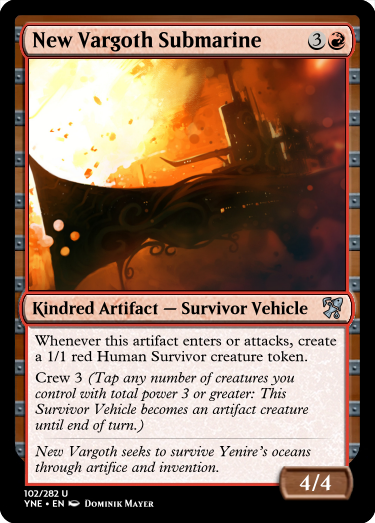 New Vargoth Submarine 3
Kindred Artifact — Survivor Vehicle
Whenever this artifact enters or attacks, create
a 1/1 red Human Survivor creature token.
Crew 3 (Tap any number of creatures you
control with total power 3 or greater: This
Survivor Vehicle becomes an artifact creature
until end of turn.)
New Vargoth seeks to survive Yenire's oceans
through artifice and invention.
4/4
102/282 U
YNE • EN Dominik Mayer